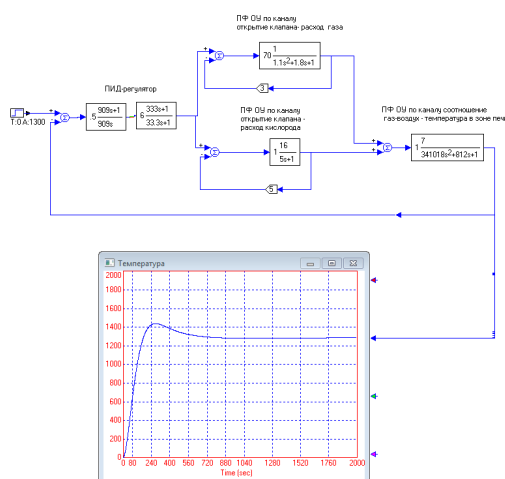 ПФ ОУ по каналу
открытие клапана- расход газа
70 1
1.1s²+1.8s+1
3
ПИД-регулятор
T:0 A:1300
.5 909s+1
909s
6 333s+1
33.3s+1
ПФ ОУ по каналу
открытие клапана -
расход кислорода
1 16
5s+1
5
ПФ ОУ по каналу соотношение
газ-воздух - температура в зоне печи
1 7
341018s²+812s+1
Температура
2000
1800
1600
1400
1200
1000
800
600
400
200
0 80 240 400 560 720 880 1040 1280 1520 1760 2000
Time (sec)